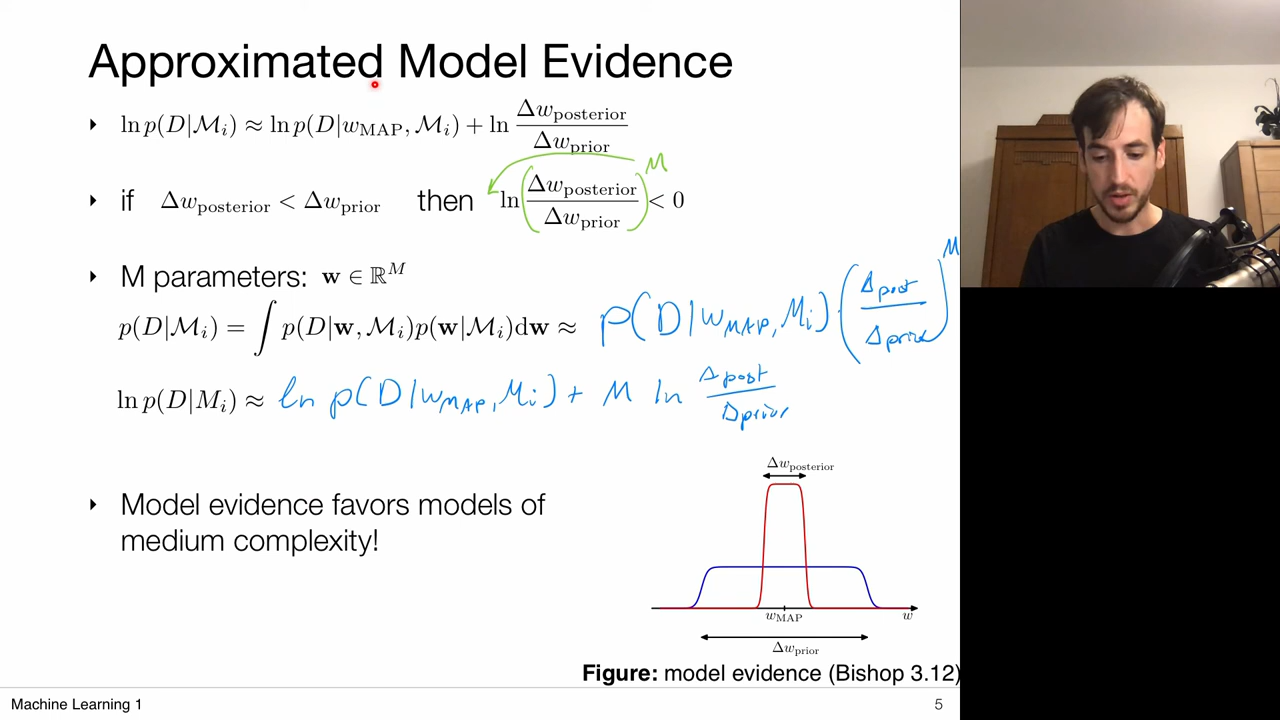 Approximated Model Evidence
‣ ln p(D|ℳᵢ) ≈ ln p(D|w_MAP, ℳᵢ) + ln Δw_posterior / Δw_prior
‣ if Δw_posterior < Δw_prior then ln (Δw_posterior / Δw_prior)^M < 0
‣ M parameters: 𝐰 ∈ ℝ^M
p(D|ℳᵢ) = ∫ p(D|𝐰, ℳᵢ)p(𝐰|ℳᵢ)d𝐰 ≈ p(D|w_MAP, Mᵢ) · (Δpost / Δprior)^M
ln p(D|Mᵢ) ≈ ln p(D|w_MAP, Mᵢ) + M ln Δpost / Δprior
‣ Model evidence favors models of
medium complexity!
Δw_posterior
w_MAP
w
Δw_prior
Figure: model evidence (Bishop 3.12)
Machine Learning 1
5